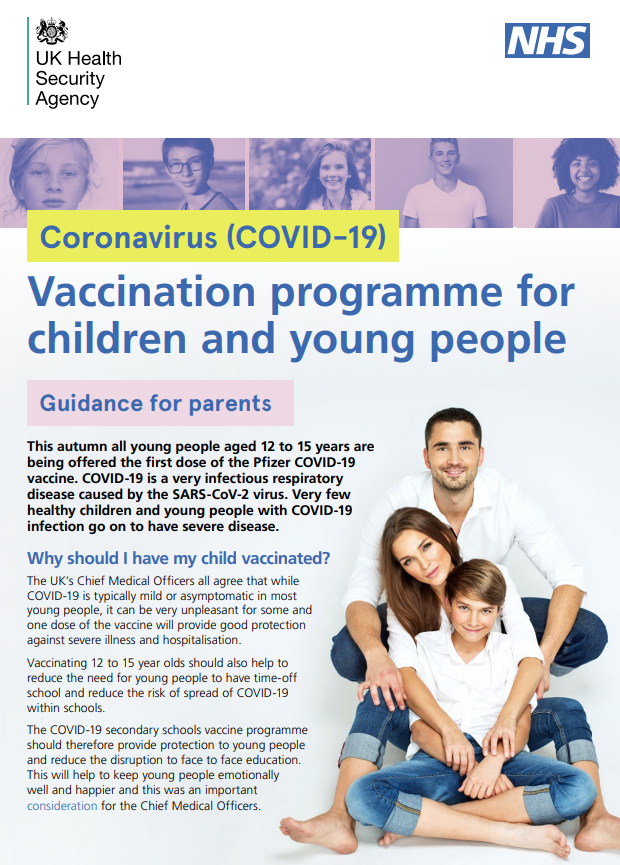 UK Health
Security
Agency
NHS
Coronavirus (COVID-19)
Vaccination programme for
children and young people
Guidance for parents
This autumn all young people aged 12 to 15 years are
being offered the first dose of the Pfizer COVID-19
vaccine. COVID-19 is a very infectious respiratory
disease caused by the SARS-CoV-2 virus. Very few
healthy children and young people with COVID-19
infection go on to have severe disease.
Why should I have my child vaccinated?
The UK's Chief Medical Officers all agree that while
COVID-19 is typically mild or asymptomatic in most
young people, it can be very unpleasant for some and
one dose of the vaccine will provide good protection
against severe illness and hospitalisation.
Vaccinating 12 to 15 year olds should also help to
reduce the need for young people to have time-off
school and reduce the risk of spread of COVID-19
within schools.
The COVID-19 secondary schools vaccine programme
should therefore provide protection to young people
and reduce the disruption to face to face education.
This will help to keep young people emotionally
well and happier and this was an important
consideration for the Chief Medical Officers.